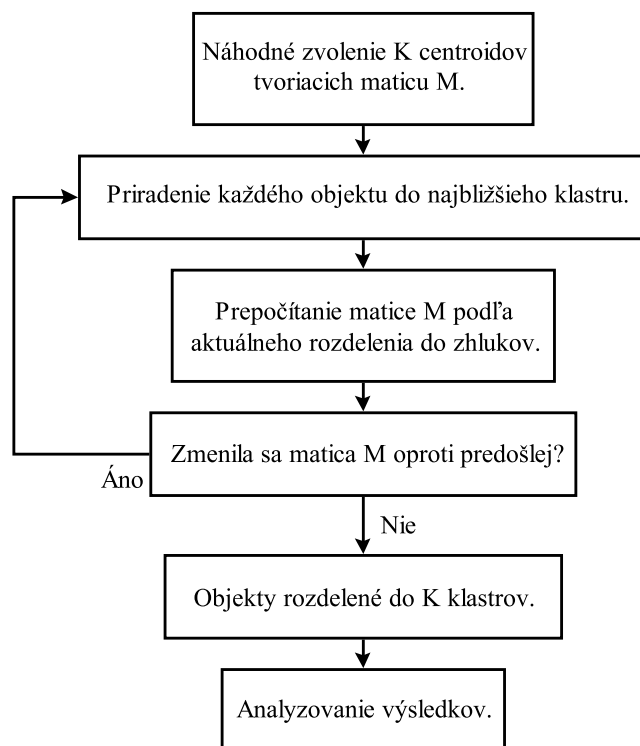 Náhodné zvolenie K centroidov
tvoriacich maticu M.
Priradenie každého objektu do najbližšieho klastru.
Prepočítanie matice M podľa
aktuálneho rozdelenia do zhlukov.
Zmenila sa matica M oproti predošlej?
Áno
Nie
Objekty rozdelené do K klastrov.
Analyzovanie výsledkov.